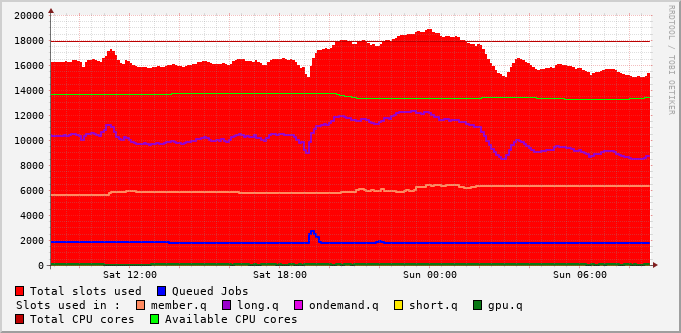 20000
18000
16000
14000
12000
10000
8000
6000
4000
2000
0
Sat 12:00 Sat 18:00 Sun 00:00 Sun 06:00
RRDTOOL / TOBI OETIKER
Total slots used Queued Jobs
Slots used in : member.q long.q ondemand.q short.q gpu.q
Total CPU cores Available CPU cores